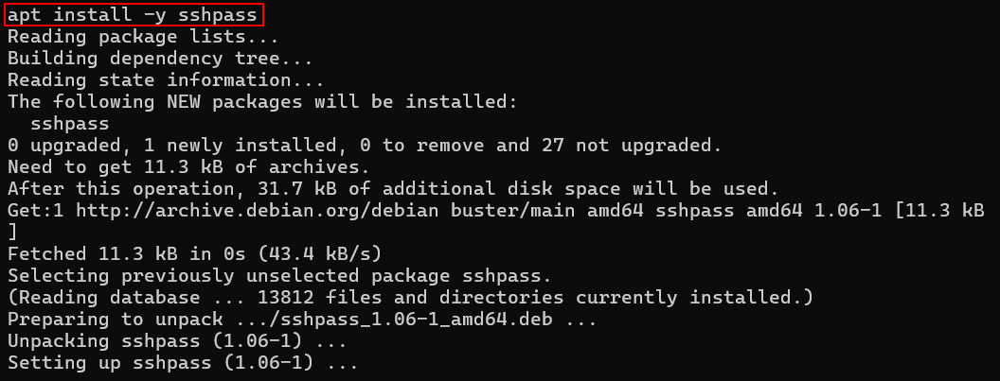 apt install -y sshpass
Reading package lists...
Building dependency tree...
Reading state information...
The following NEW packages will be installed:
  sshpass
0 upgraded, 1 newly installed, 0 to remove and 27 not upgraded.
Need to get 11.3 kB of archives.
After this operation, 31.7 kB of additional disk space will be used.
Get:1 http://archive.debian.org/debian buster/main amd64 sshpass amd64 1.06-1 [11.3 kB
]
Fetched 11.3 kB in 0s (43.4 kB/s)
Selecting previously unselected package sshpass.
(Reading database ... 13812 files and directories currently installed.)
Preparing to unpack .../sshpass_1.06-1_amd64.deb ...
Unpacking sshpass (1.06-1) ...
Setting up sshpass (1.06-1) ...